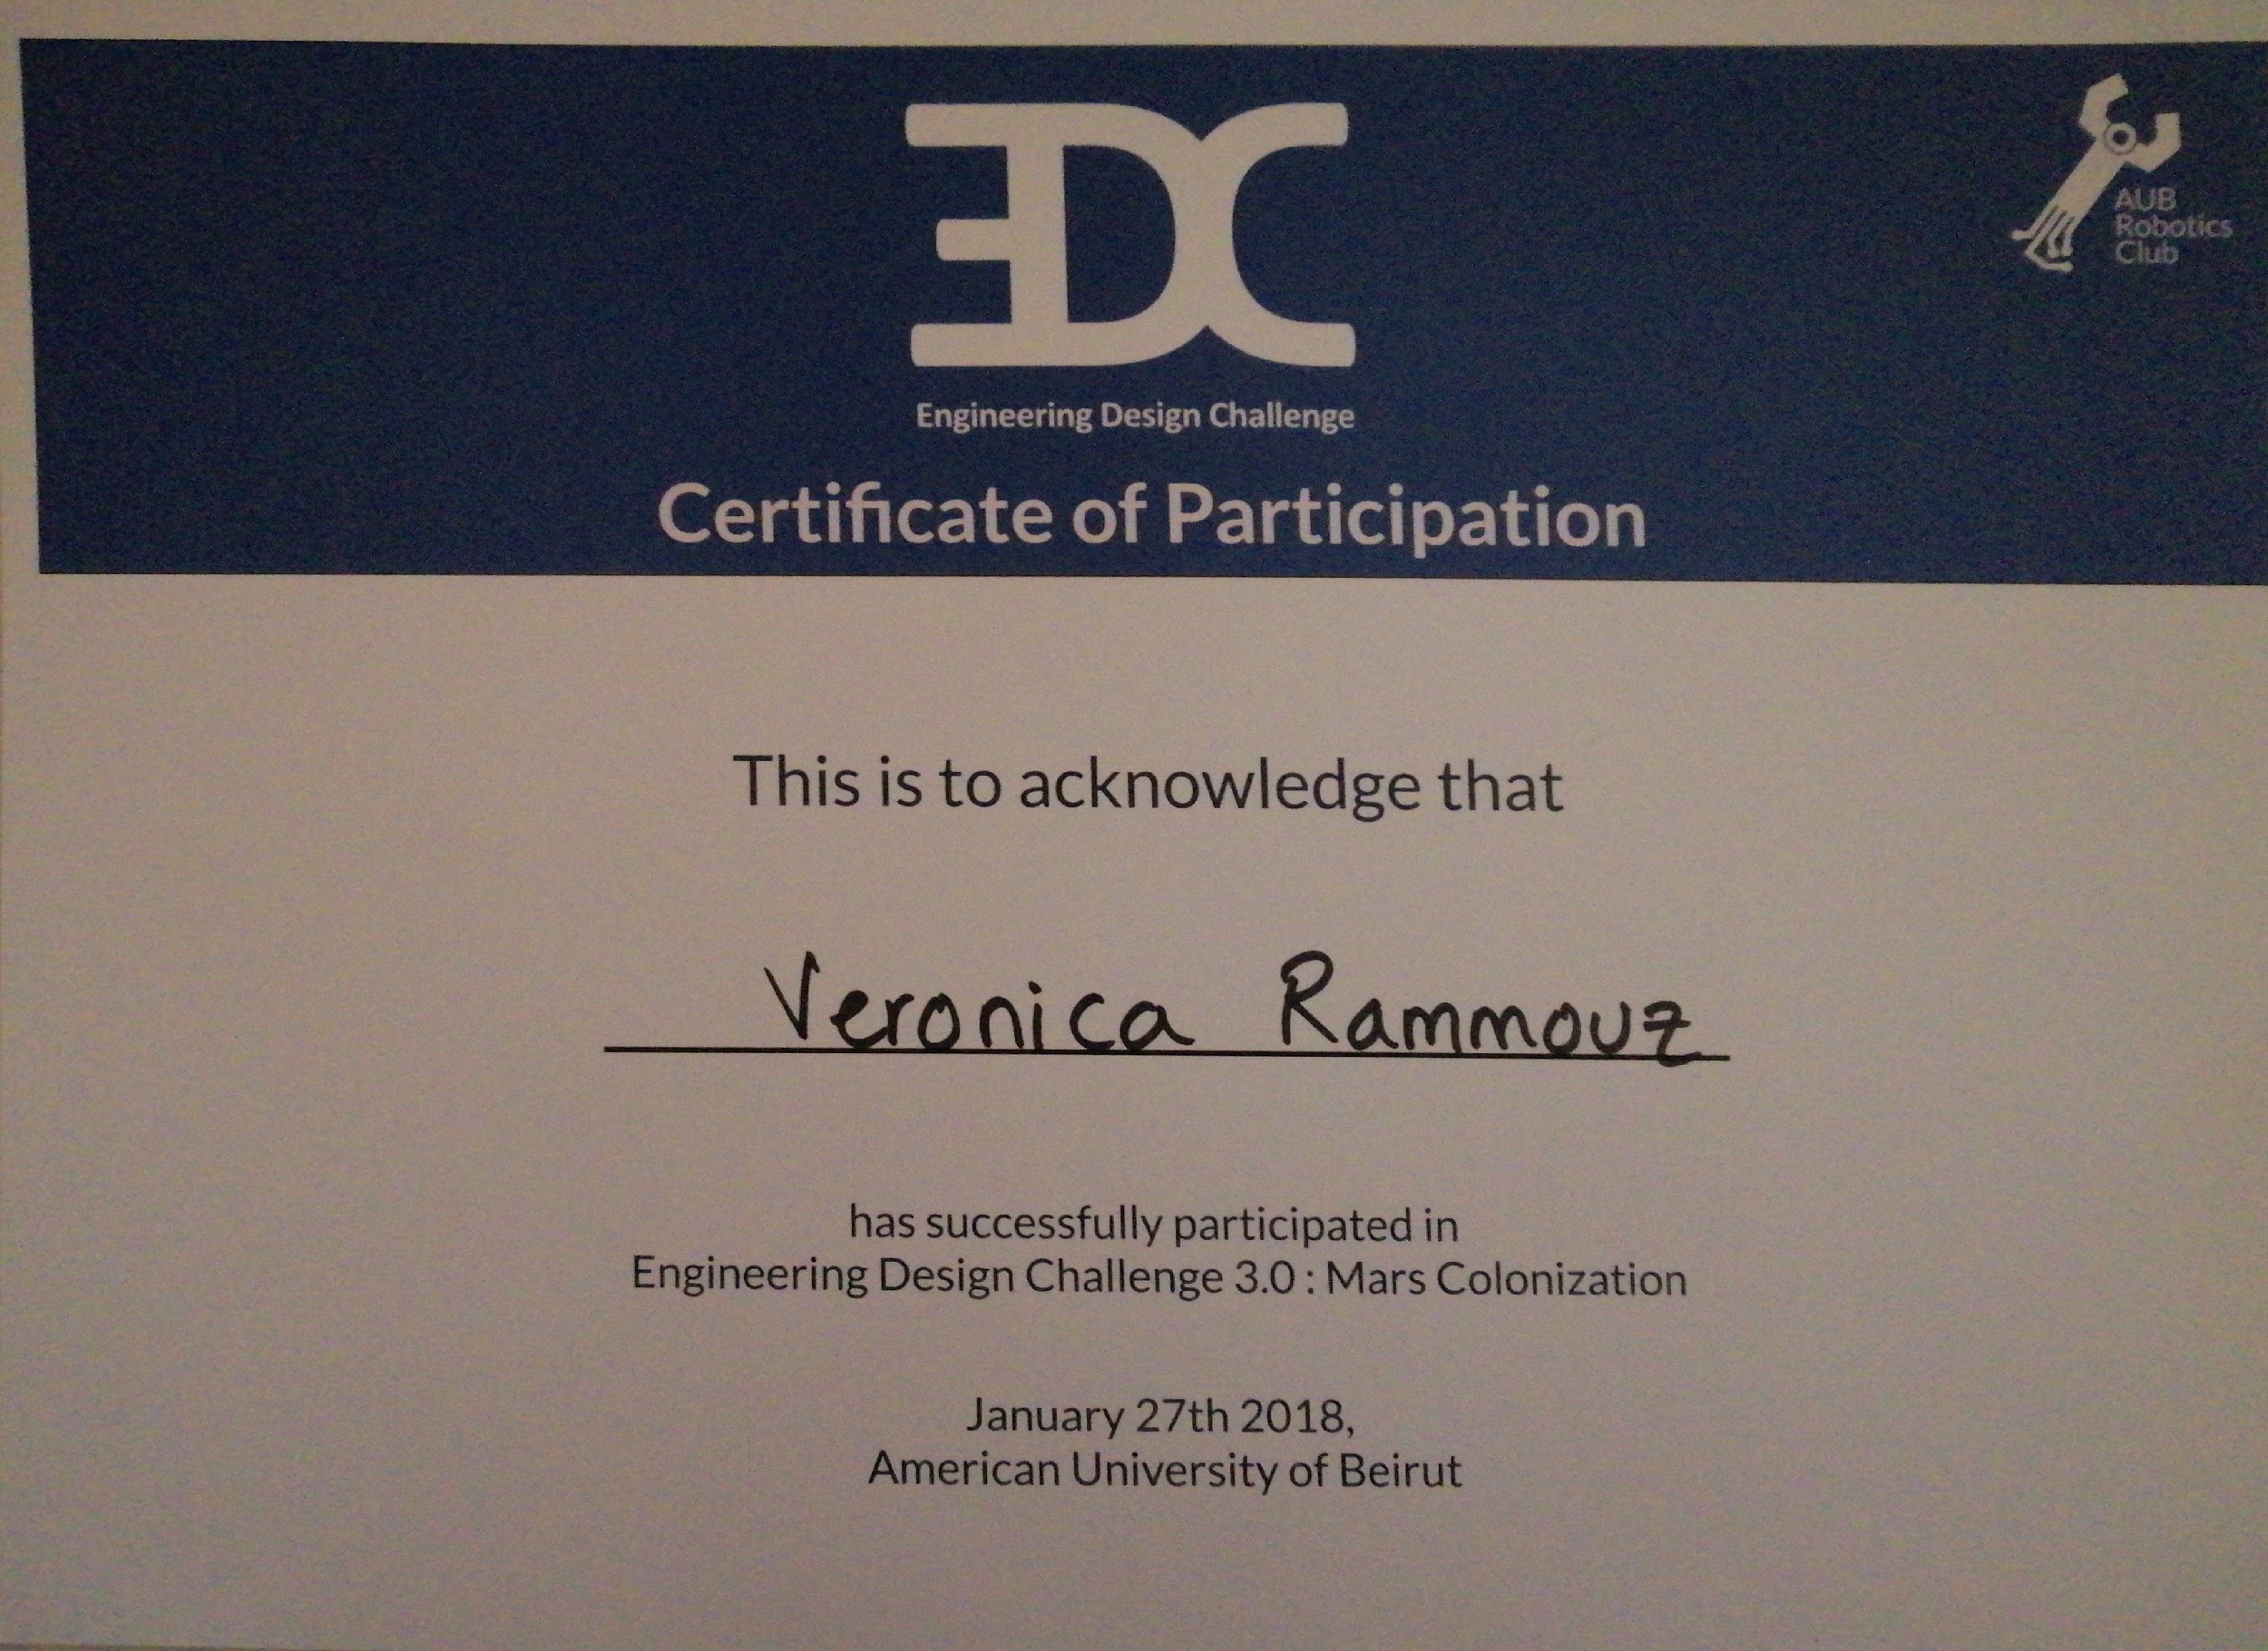 EDC
Engineering Design Challenge
AUB
Robotics
Club
Certificate of Participation
This is to acknowledge that
Veronica Rammouz
has successfully participated in
Engineering Design Challenge 3.0 : Mars Colonization
January 27th 2018,
American University of Beirut